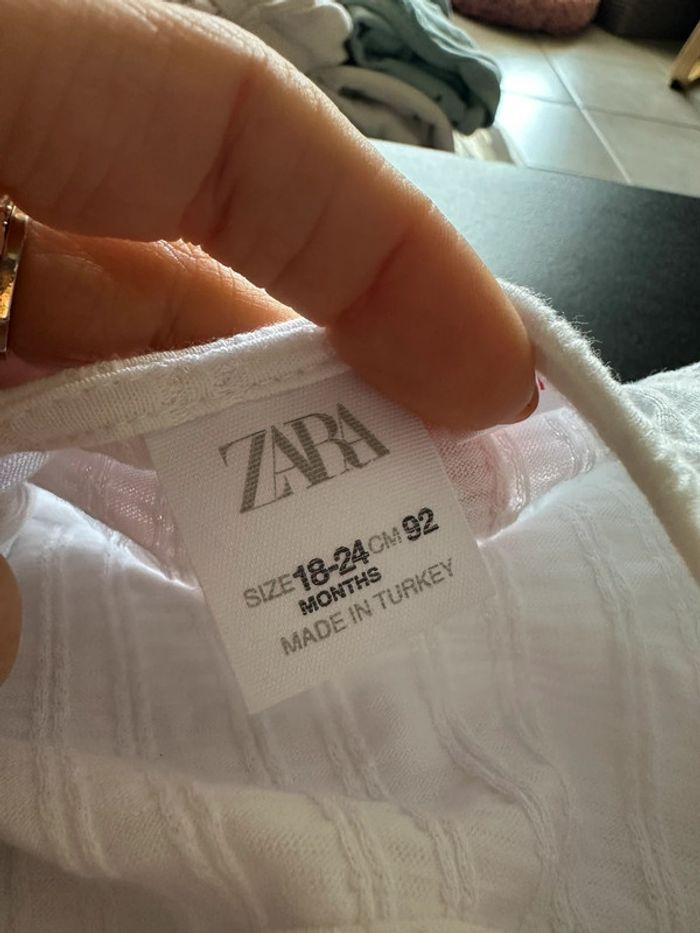 ZARA
SIZE 18-24 CM 92
MONTHS
MADE IN TURKEY